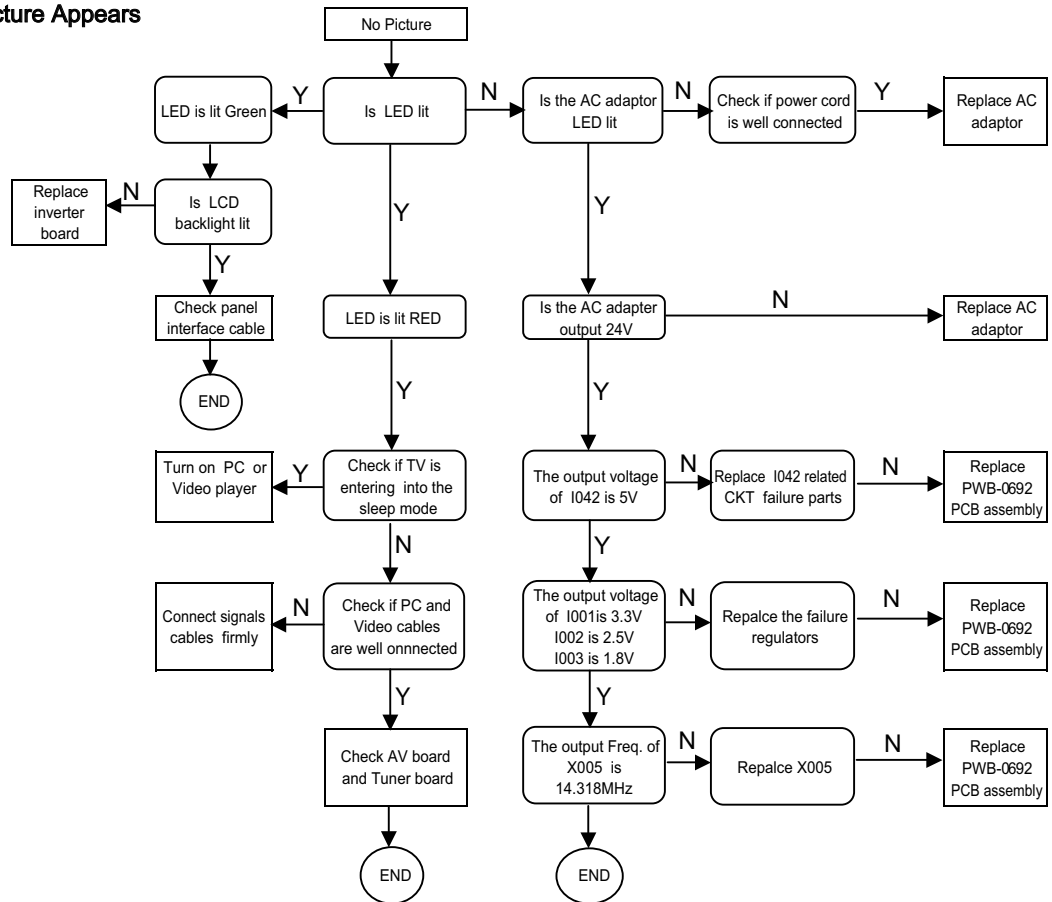 cture Appears
No Picture
LED is lit Green
Y
Is LED lit
N
Is the AC adaptor
LED lit
N
Check if power cord
is well connected
Y
Replace AC
adaptor
Replace
inverter
board
N
Is LCD
backlight lit
Y
Y
Y
Check panel
interface cable
LED is lit RED
Is the AC adapter
output 24V
N
Replace AC
adaptor
END
Y
Y
Turn on PC or
Video player
Y
Check if TV is
entering into the
sleep mode
The output voltage
of I042 is 5V
N
Replace I042 related
CKT failure parts
N
Replace
PWB-0692
PCB assembly
N
Y
Connect signals
cables firmly
N
Check if PC and
Video cables
are well onnnected
The output voltage
of I001is 3.3V
I002 is 2.5V
I003 is 1.8V
N
Repalce the failure
regulators
N
Replace
PWB-0692
PCB assembly
Y
Y
Check AV board
and Tuner board
The output Freq. of
X005 is
14.318MHz
N
Repalce X005
N
Replace
PWB-0692
PCB assembly
END
END